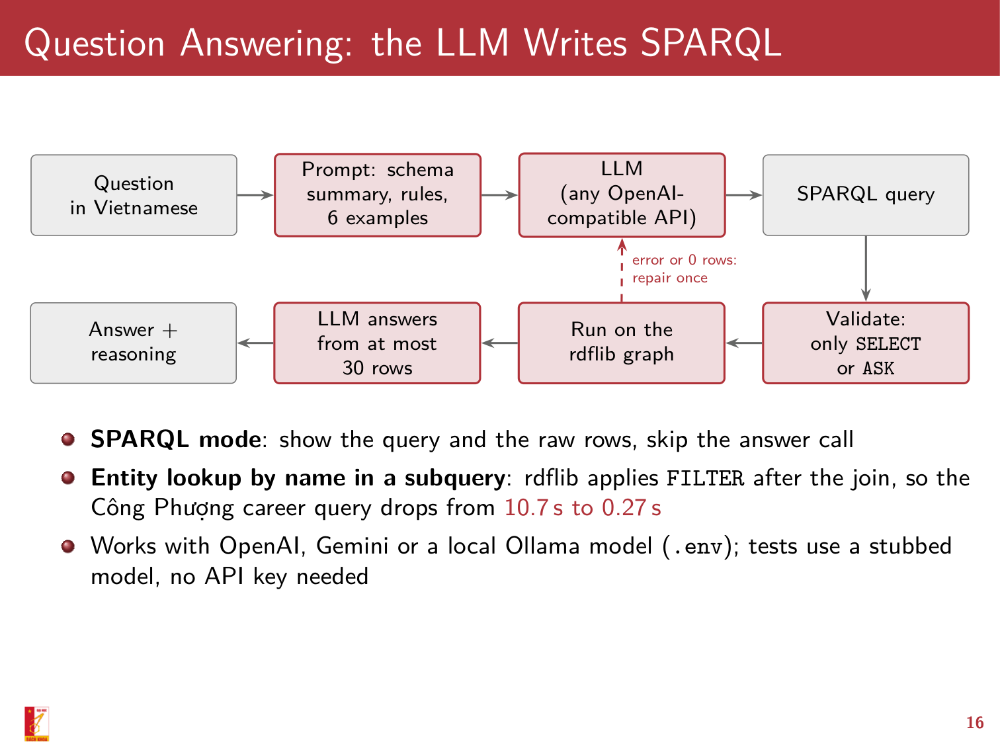 Question Answering: the LLM Writes SPARQL
Question
in Vietnamese
Prompt: schema
summary, rules,
6 examples
LLM
(any OpenAI-
compatible API)
SPARQL query
error or 0 rows:
repair once
Answer +
reasoning
LLM answers
from at most
30 rows
Run on the
rdflib graph
Validate:
only SELECT
or ASK
SPARQL mode: show the query and the raw rows, skip the answer call
Entity lookup by name in a subquery: rdflib applies FILTER after the join, so the
Công Phượng career query drops from 10.7 s to 0.27 s
Works with OpenAI, Gemini or a local Ollama model (.env); tests use a stubbed
model, no API key needed
ĐẠI HỌC
BÁCH KHOA
16